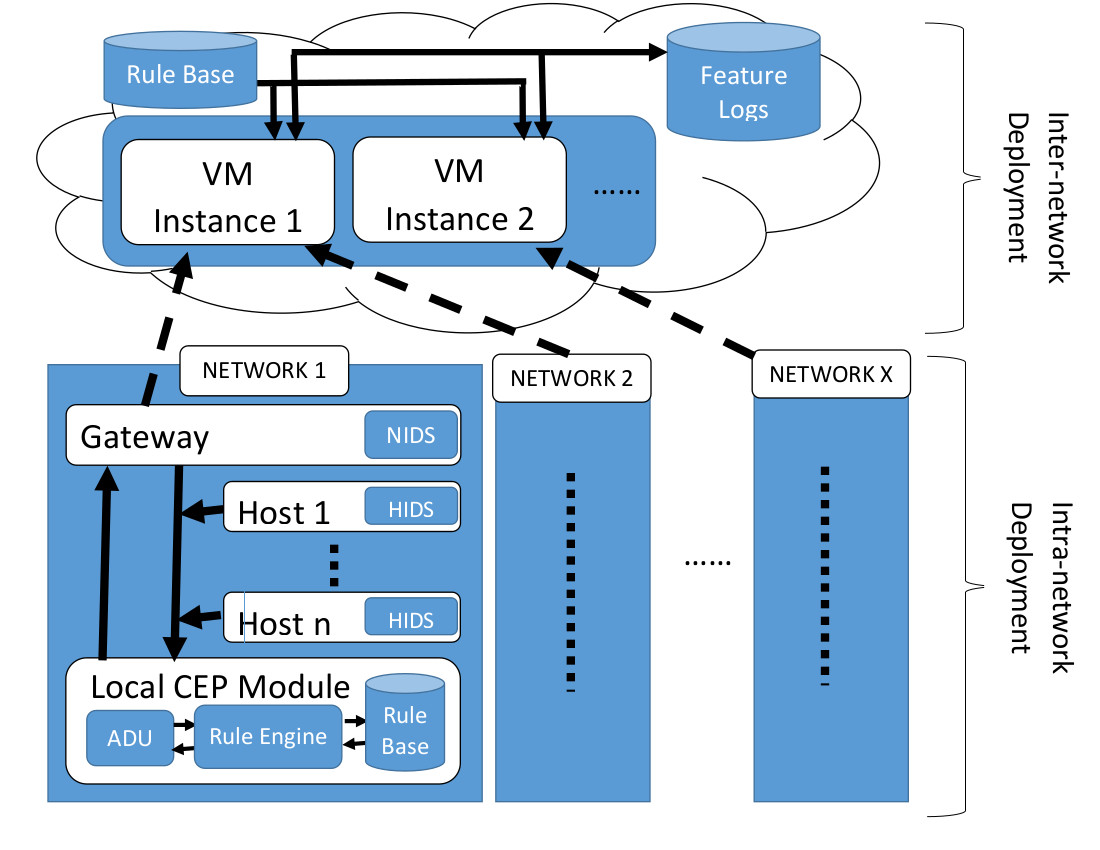 Rule Base
Feature
Logs
VM
Instance 1
VM
Instance 2
......
Inter-network
Deployment
NETWORK 1
NETWORK 2
NETWORK X
Gateway
NIDS
Host 1
HIDS
Host n
HIDS
......
Local CEP Module
ADU
Rule Engine
Rule
Base
Intra-network
Deployment